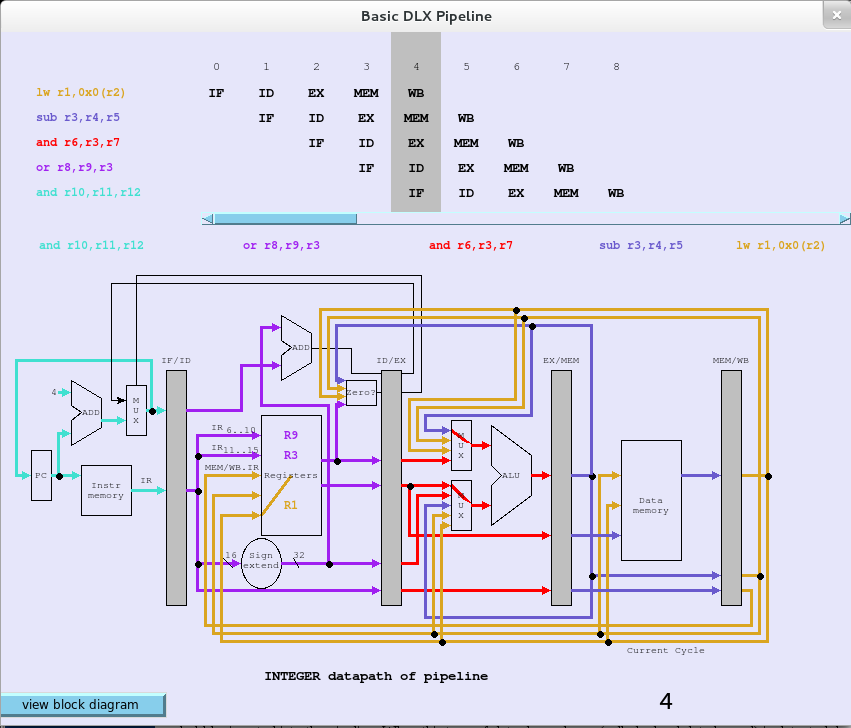 Basic DLX Pipeline
0 1 2 3 4 5 6 7 8
lw r1,0x0(r2) IF ID EX MEM WB
sub r3,r4,r5 IF ID EX MEM WB
and r6,r3,r7 IF ID EX MEM WB
or r8,r9,r3 IF ID EX MEM WB
and r10,r11,r12 IF ID EX MEM WB
and r10,r11,r12 or r8,r9,r3 and r6,r3,r7 sub r3,r4,r5 lw r1,0x0(r2)
IF/ID ID/EX EX/MEM MEM/WB
ADD
4 ADD MUX Zero?
IR 6..10 R9 MUX
IR 11..15 R3
PC Instr memory IR MEM/WB.IR Registers ALU
R1 MUX Data memory
16 Sign extend 32
Current Cycle
INTEGER datapath of pipeline
view block diagram 4